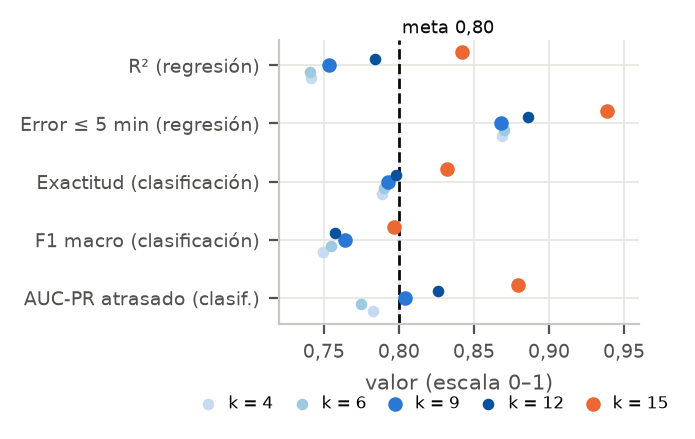 meta 0,80
R² (regresión)
Error ≤ 5 min (regresión)
Exactitud (clasificación)
F1 macro (clasificación)
AUC-PR atrasado (clasif.)
0,75 0,80 0,85 0,90 0,95
valor (escala 0–1)
k = 4 k = 6 k = 9 k = 12 k = 15